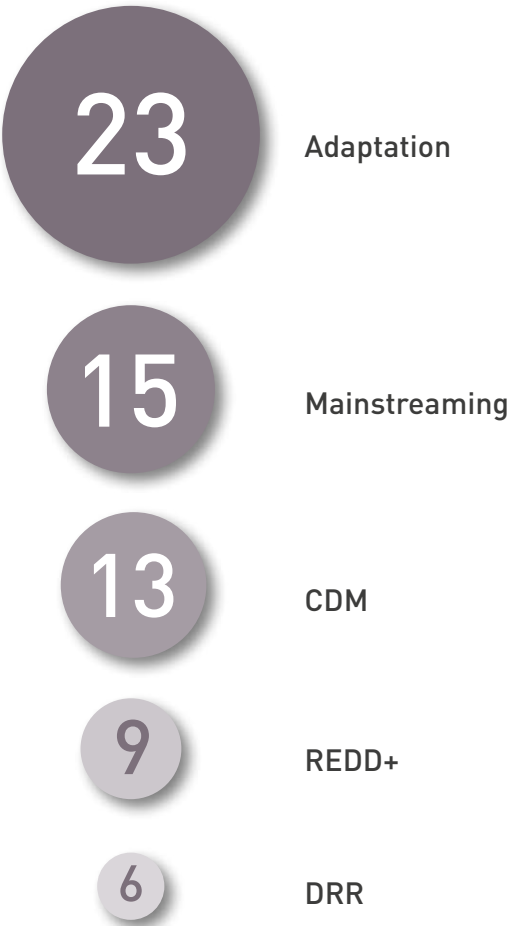 23 Adaptation
15 Mainstreaming
13 CDM
9 REDD+
6 DRR